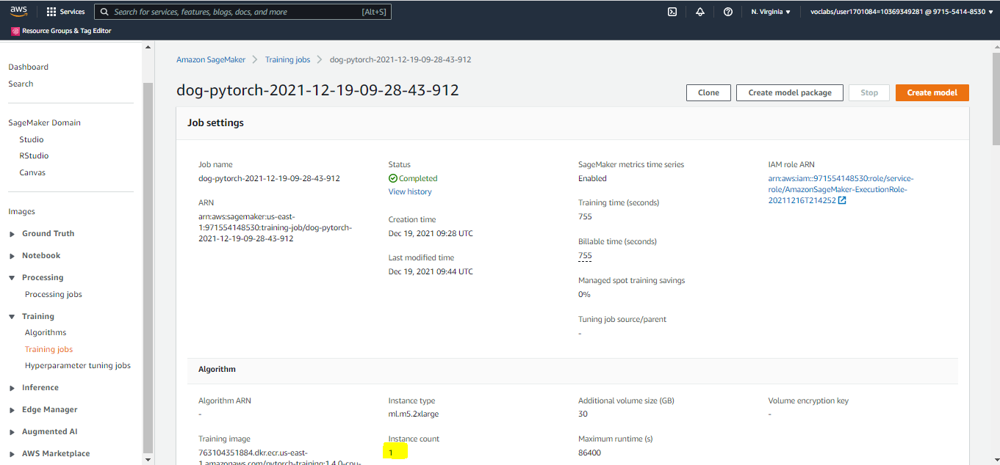 aws
Services
Search for services, features, blogs, docs, and more
[Alt+S]
N. Virginia
voclabs/user1701084=10369349281 @ 9715-5414-8530
Resource Groups & Tag Editor
Dashboard
Search
SageMaker Domain
Studio
RStudio
Canvas
Images
Ground Truth
Notebook
Processing
Processing jobs
Training
Algorithms
Training jobs
Hyperparameter tuning jobs
Inference
Edge Manager
Augmented AI
AWS Marketplace
Amazon SageMaker
Training jobs
dog-pytorch-2021-12-19-09-28-43-912
dog-pytorch-2021-12-19-09-28-43-912
Clone
Create model package
Stop
Create model
Job settings
Job name
dog-pytorch-2021-12-19-09-28-43-912
ARN
arn:aws:sagemaker:us-east-
1:971554148530:training-job/dog-pytorch-
2021-12-19-09-28-43-912
Status
Completed
View history
Creation time
Dec 19, 2021 09:28 UTC
Last modified time
Dec 19, 2021 09:44 UTC
SageMaker metrics time series
Enabled
Training time (seconds)
755
Billable time (seconds)
755
Managed spot training savings
0%
Tuning job source/parent
-
IAM role ARN
arn:aws:iam::971554148530:role/service-
role/AmazonSageMaker-ExecutionRole-
20211216T214252
Algorithm
Algorithm ARN
-
Training image
763104351884.dkr.ecr.us-east-
1.amazonaws.com/pytorch-training:1.4.0-cpu-
Instance type
ml.m5.2xlarge
Instance count
1
Additional volume size (GB)
30
Maximum runtime (s)
86400
Volume encryption key
-